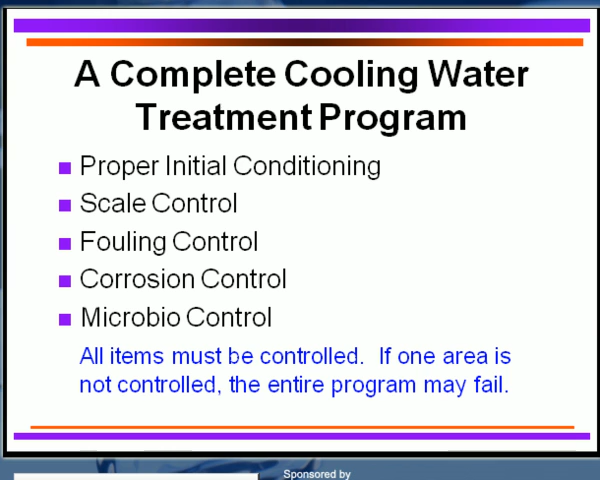 A Complete Cooling Water
Treatment Program
Proper Initial Conditioning
Scale Control
Fouling Control
Corrosion Control
Microbio Control
All items must be controlled. If one area is
not controlled, the entire program may fail.
Sponsored by